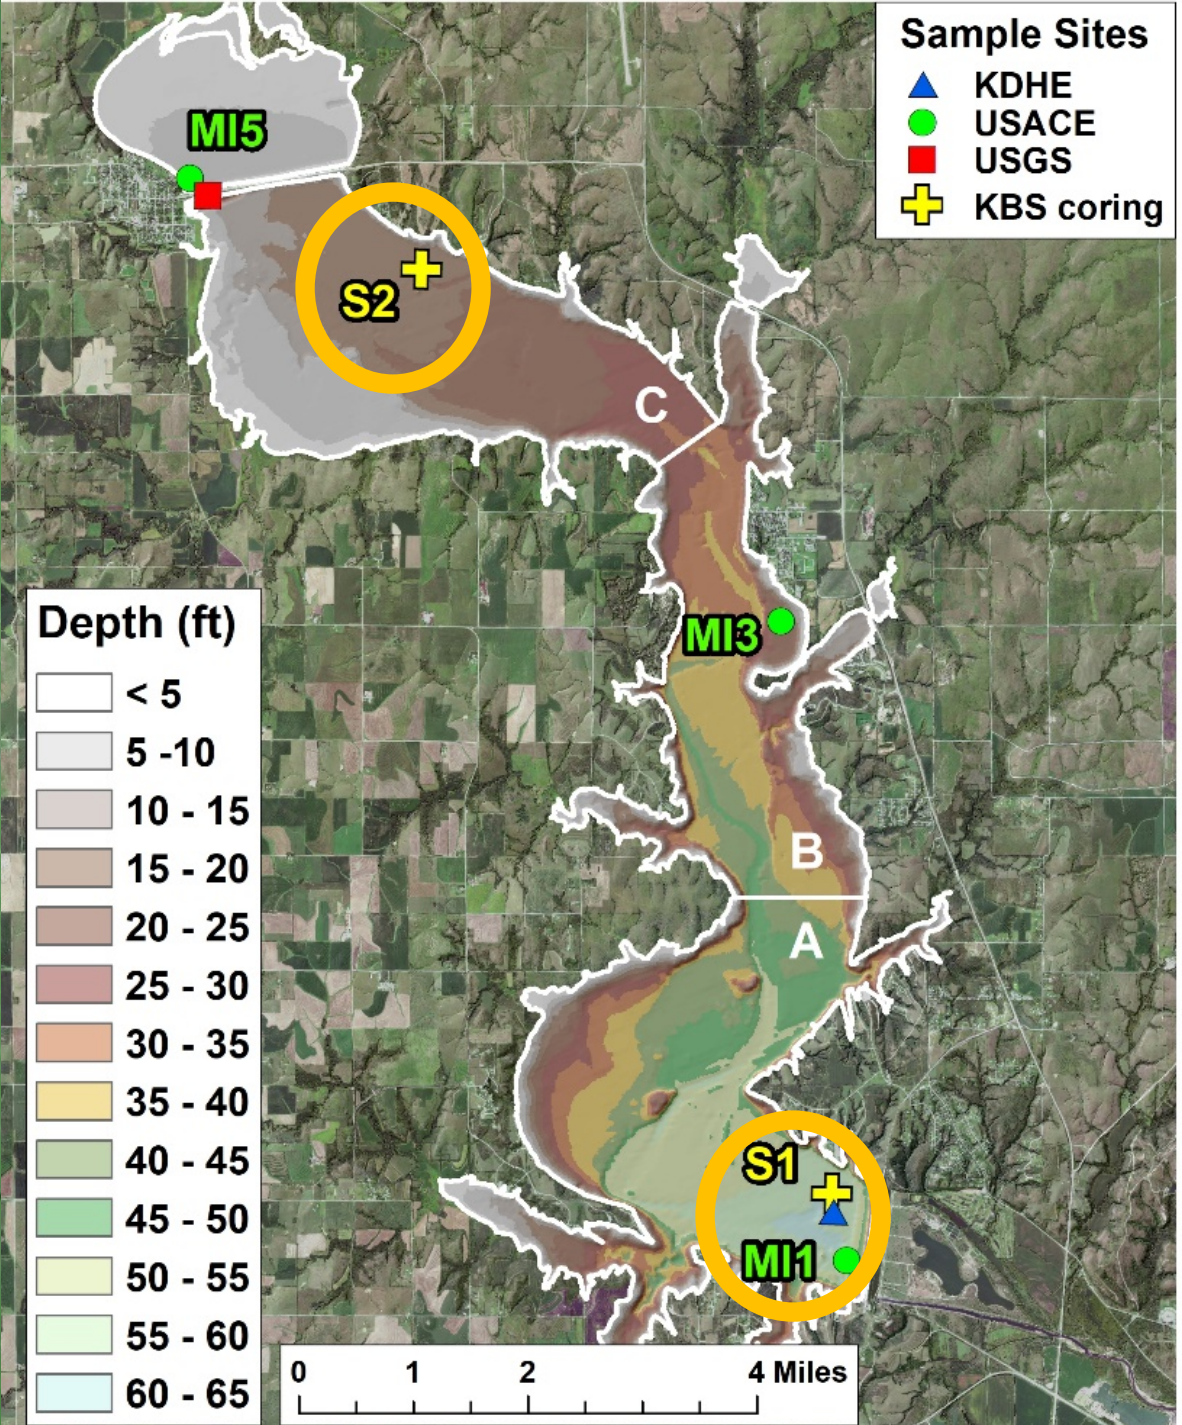 Sample Sites
KDHE
USACE
USGS
KBS coring
MI5
S2
C
MI3
B
A
S1
MI1
Depth (ft)
< 5
5 -10
10 - 15
15 - 20
20 - 25
25 - 30
30 - 35
35 - 40
40 - 45
45 - 50
50 - 55
55 - 60
60 - 65
0 1 2 4 Miles